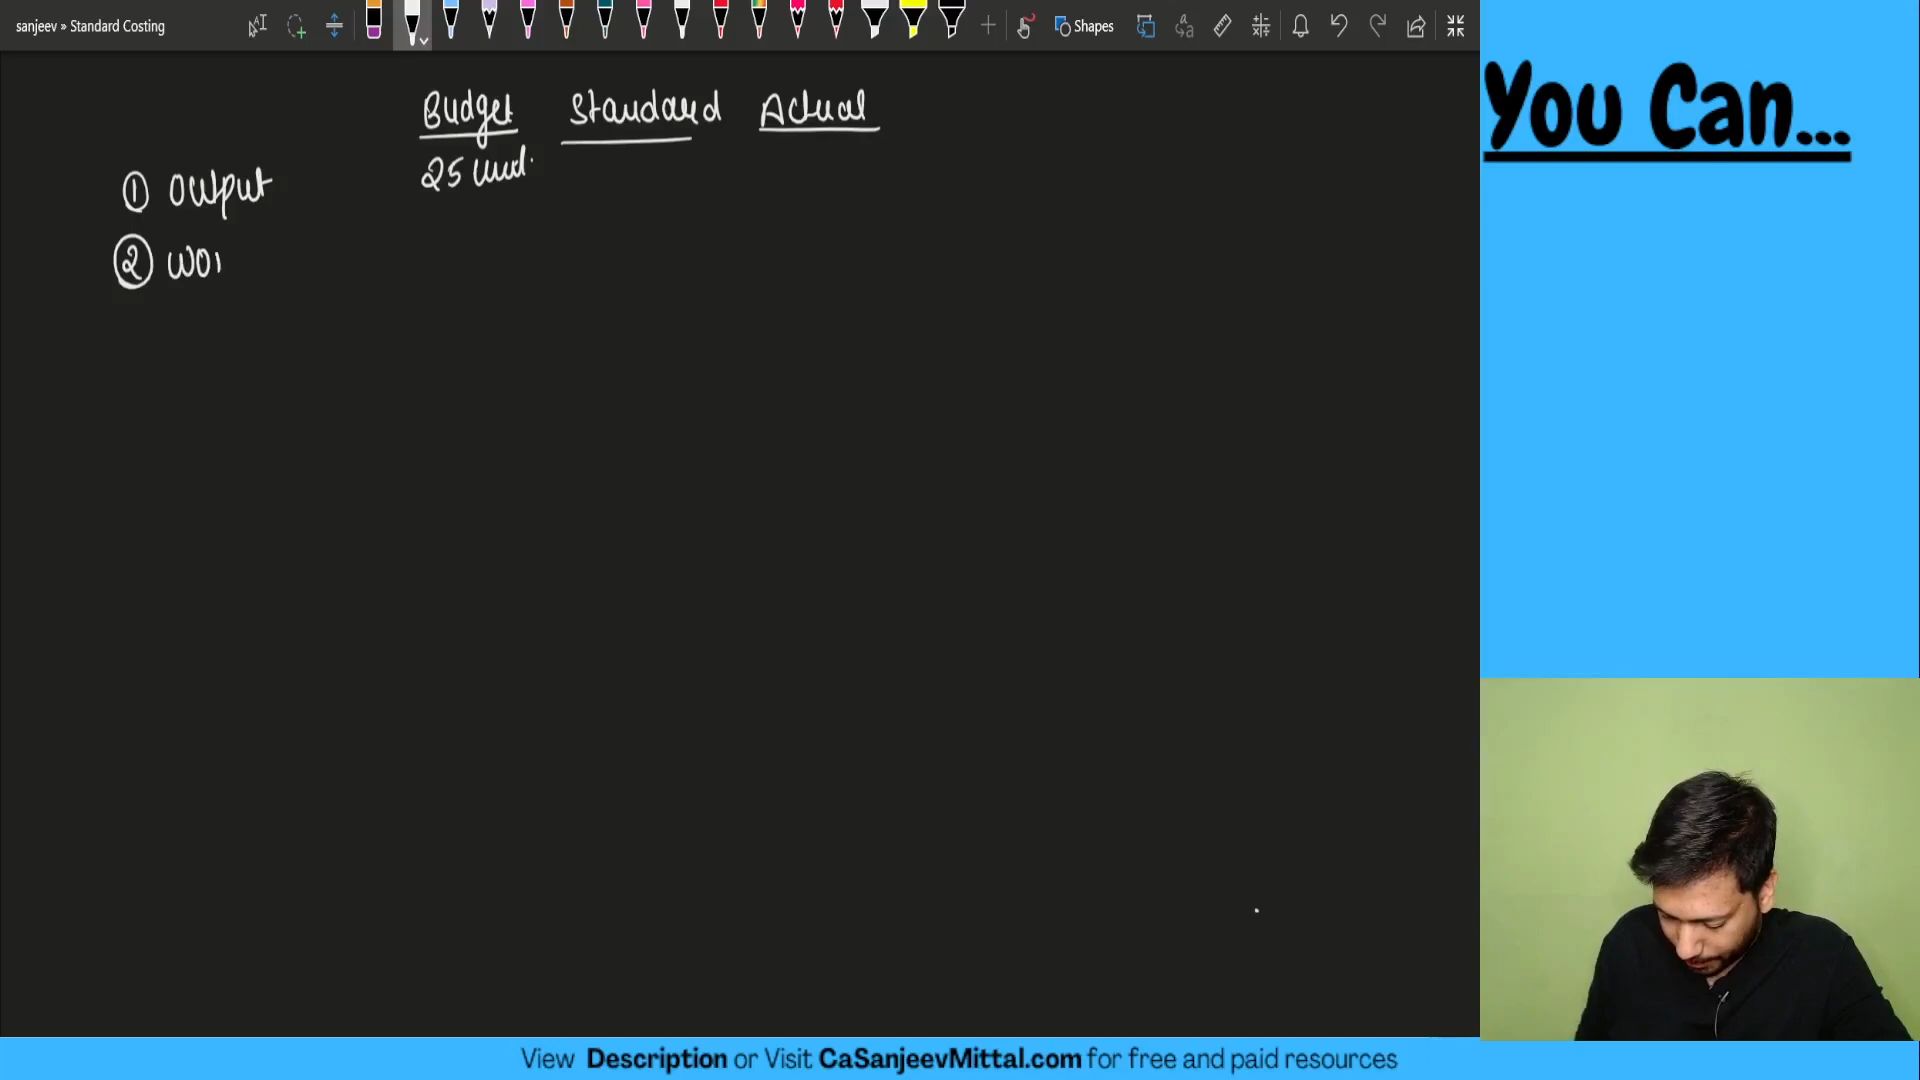 sanjeev » Standard Costing
Shapes
You Can...
Budget Standard Actual
25 unit
① Output
② Wor
View Description or Visit CaSanjeevMittal.com for free and paid resources